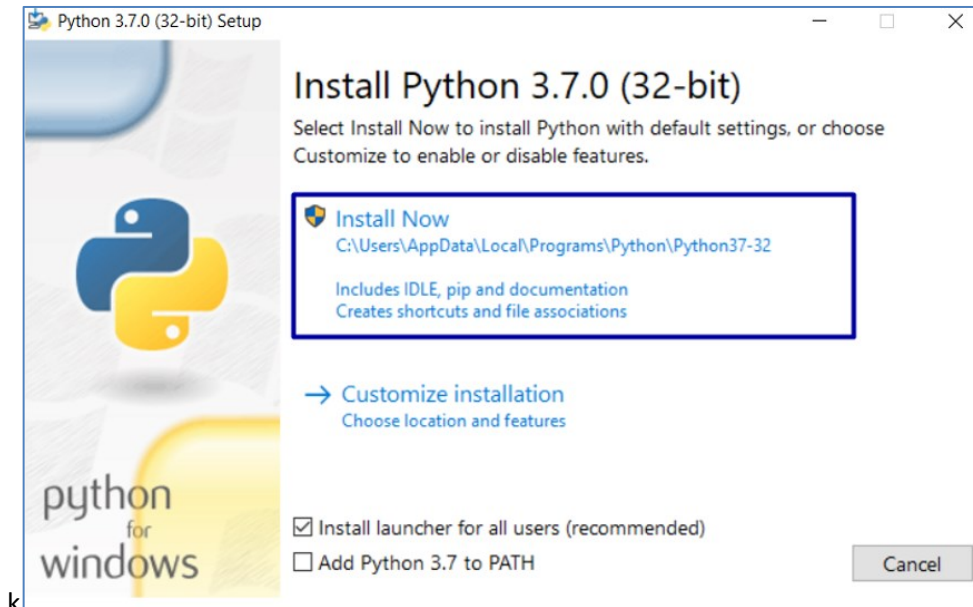 Python 3.7.0 (32-bit) Setup
Install Python 3.7.0 (32-bit)
Select Install Now to install Python with default settings, or choose
Customize to enable or disable features.
Install Now
C:\Users\AppData\Local\Programs\Python\Python37-32
Includes IDLE, pip and documentation
Creates shortcuts and file associations
Customize installation
Choose location and features
python
for
windows
Install launcher for all users (recommended)
Add Python 3.7 to PATH
Cancel
k